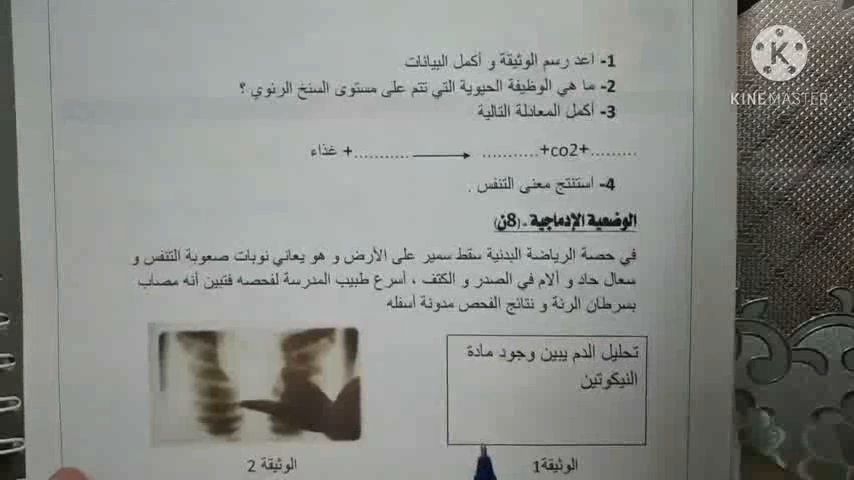 KINEMASTER
1- أعد رسم الوثيقة و أكمل البيانات
2- ما هي الوظيفة الحيوية التي تتم على مستوى السنخ الرئوي ؟
3- أكمل المعادلة التالية
غذاء +........... → ...........+co2+.........
4- استنتج معنى التنفس .
الوضعية الإدماجية -(8ن)
في حصة الرياضة البدنية سقط سمير على الأرض و هو يعاني نوبات صعوبة التنفس و
سعال حاد و آلام في الصدر و الكتف ، أسرع طبيب المدرسة لفحصه فتبين أنه مصاب
بسرطان الرئة و نتائج الفحص مدونة أسفله
تحليل الدم يبين وجود مادة
النيكوتين
الوثيقة1
الوثيقة 2